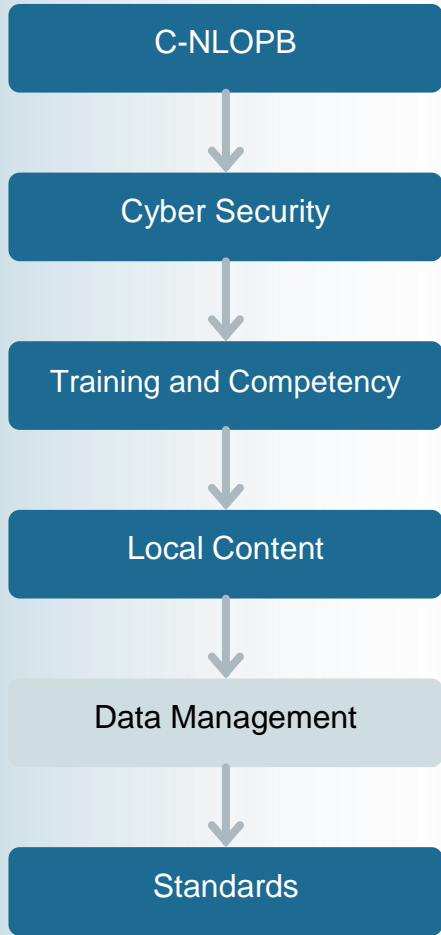 C-NLOPB
Cyber Security
Training and Competency
Local Content
Data Management
Standards